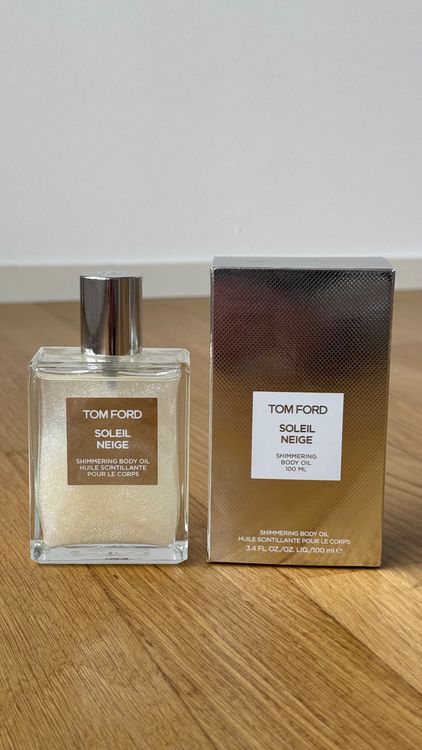 TOM FORD
SOLEIL
NEIGE
SHIMMERING BODY OIL
HUILE SCINTILLANTE
POUR LE CORPS
TOM FORD
SOLEIL
NEIGE
SHIMMERING
BODY OIL
100 ML
SHIMMERING BODY OIL
HUILE SCINTILLANTE POUR LE CORPS
3.4 FL. OZ./OZ. LIQ./100 ml ℮